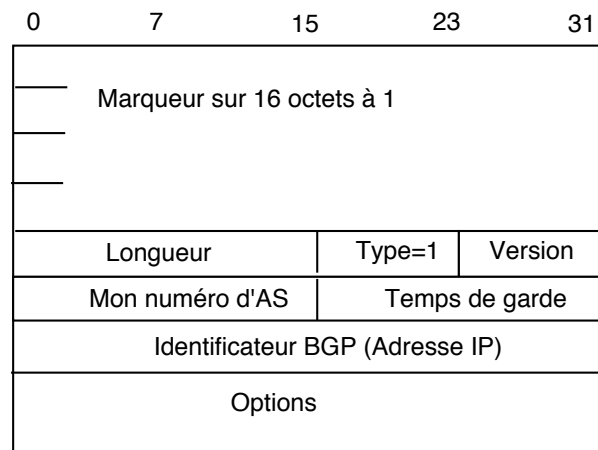 0 7 15 23 31
Marqueur sur 16 octets à 1
Longueur Type=1 Version
Mon numéro d'AS Temps de garde
Identificateur BGP (Adresse IP)
Options